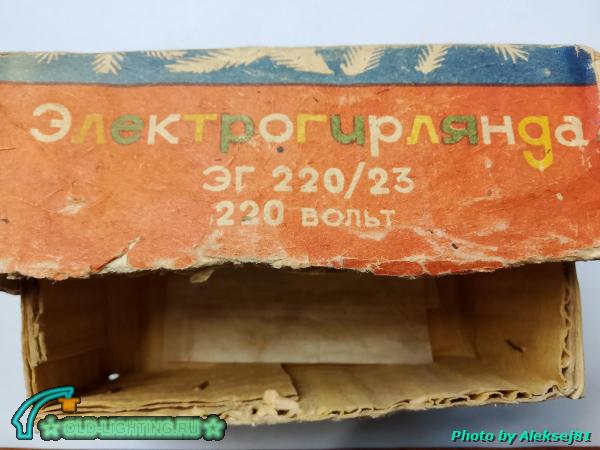 Электрогирлянда
ЭГ 220/23
220 вольт
OLD-LIGHTING.RU
Photo by Aleksej81